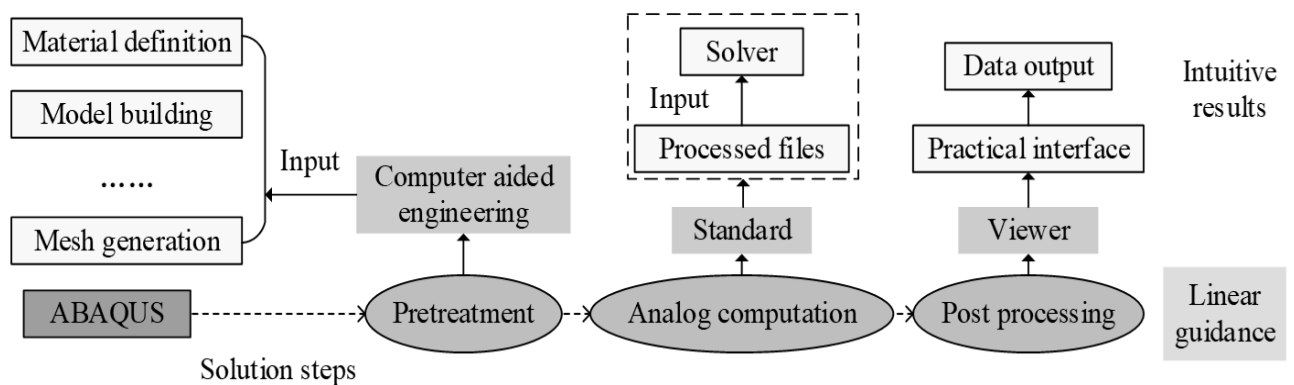 Material definition
Model building
……
Mesh generation
Input
Computer aided
engineering
Solver
Input
Processed files
Standard
Data output
Practical interface
Viewer
Intuitive
results
ABAQUS
Pretreatment
Analog computation
Post processing
Linear
guidance
Solution steps